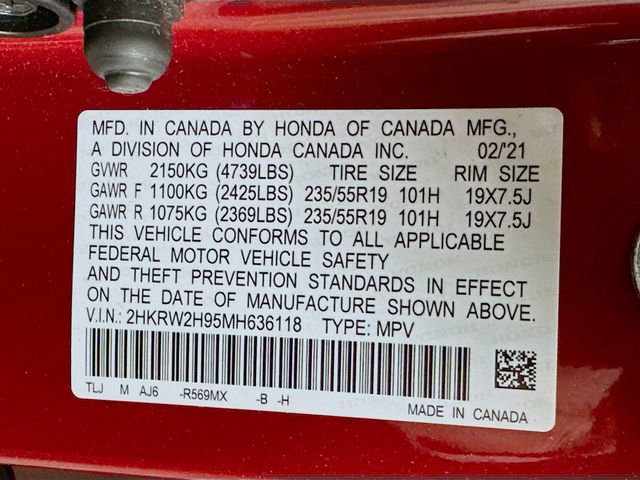 MFD. IN CANADA BY HONDA OF CANADA MFG.,
A DIVISION OF HONDA CANADA INC. 02/'21
GVWR 2150KG (4739LBS) TIRE SIZE RIM SIZE
GAWR F 1100KG (2425LBS) 235/55R19 101H 19X7.5J
GAWR R 1075KG (2369LBS) 235/55R19 101H 19X7.5J
THIS VEHICLE CONFORMS TO ALL APPLICABLE
FEDERAL MOTOR VEHICLE SAFETY
AND THEFT PREVENTION STANDARDS IN EFFECT
ON THE DATE OF MANUFACTURE SHOWN ABOVE.
V.I.N.: 2HKRW2H95MH636118 TYPE: MPV
TLJ M AJ6 -R569MX -B -H
MADE IN CANADA